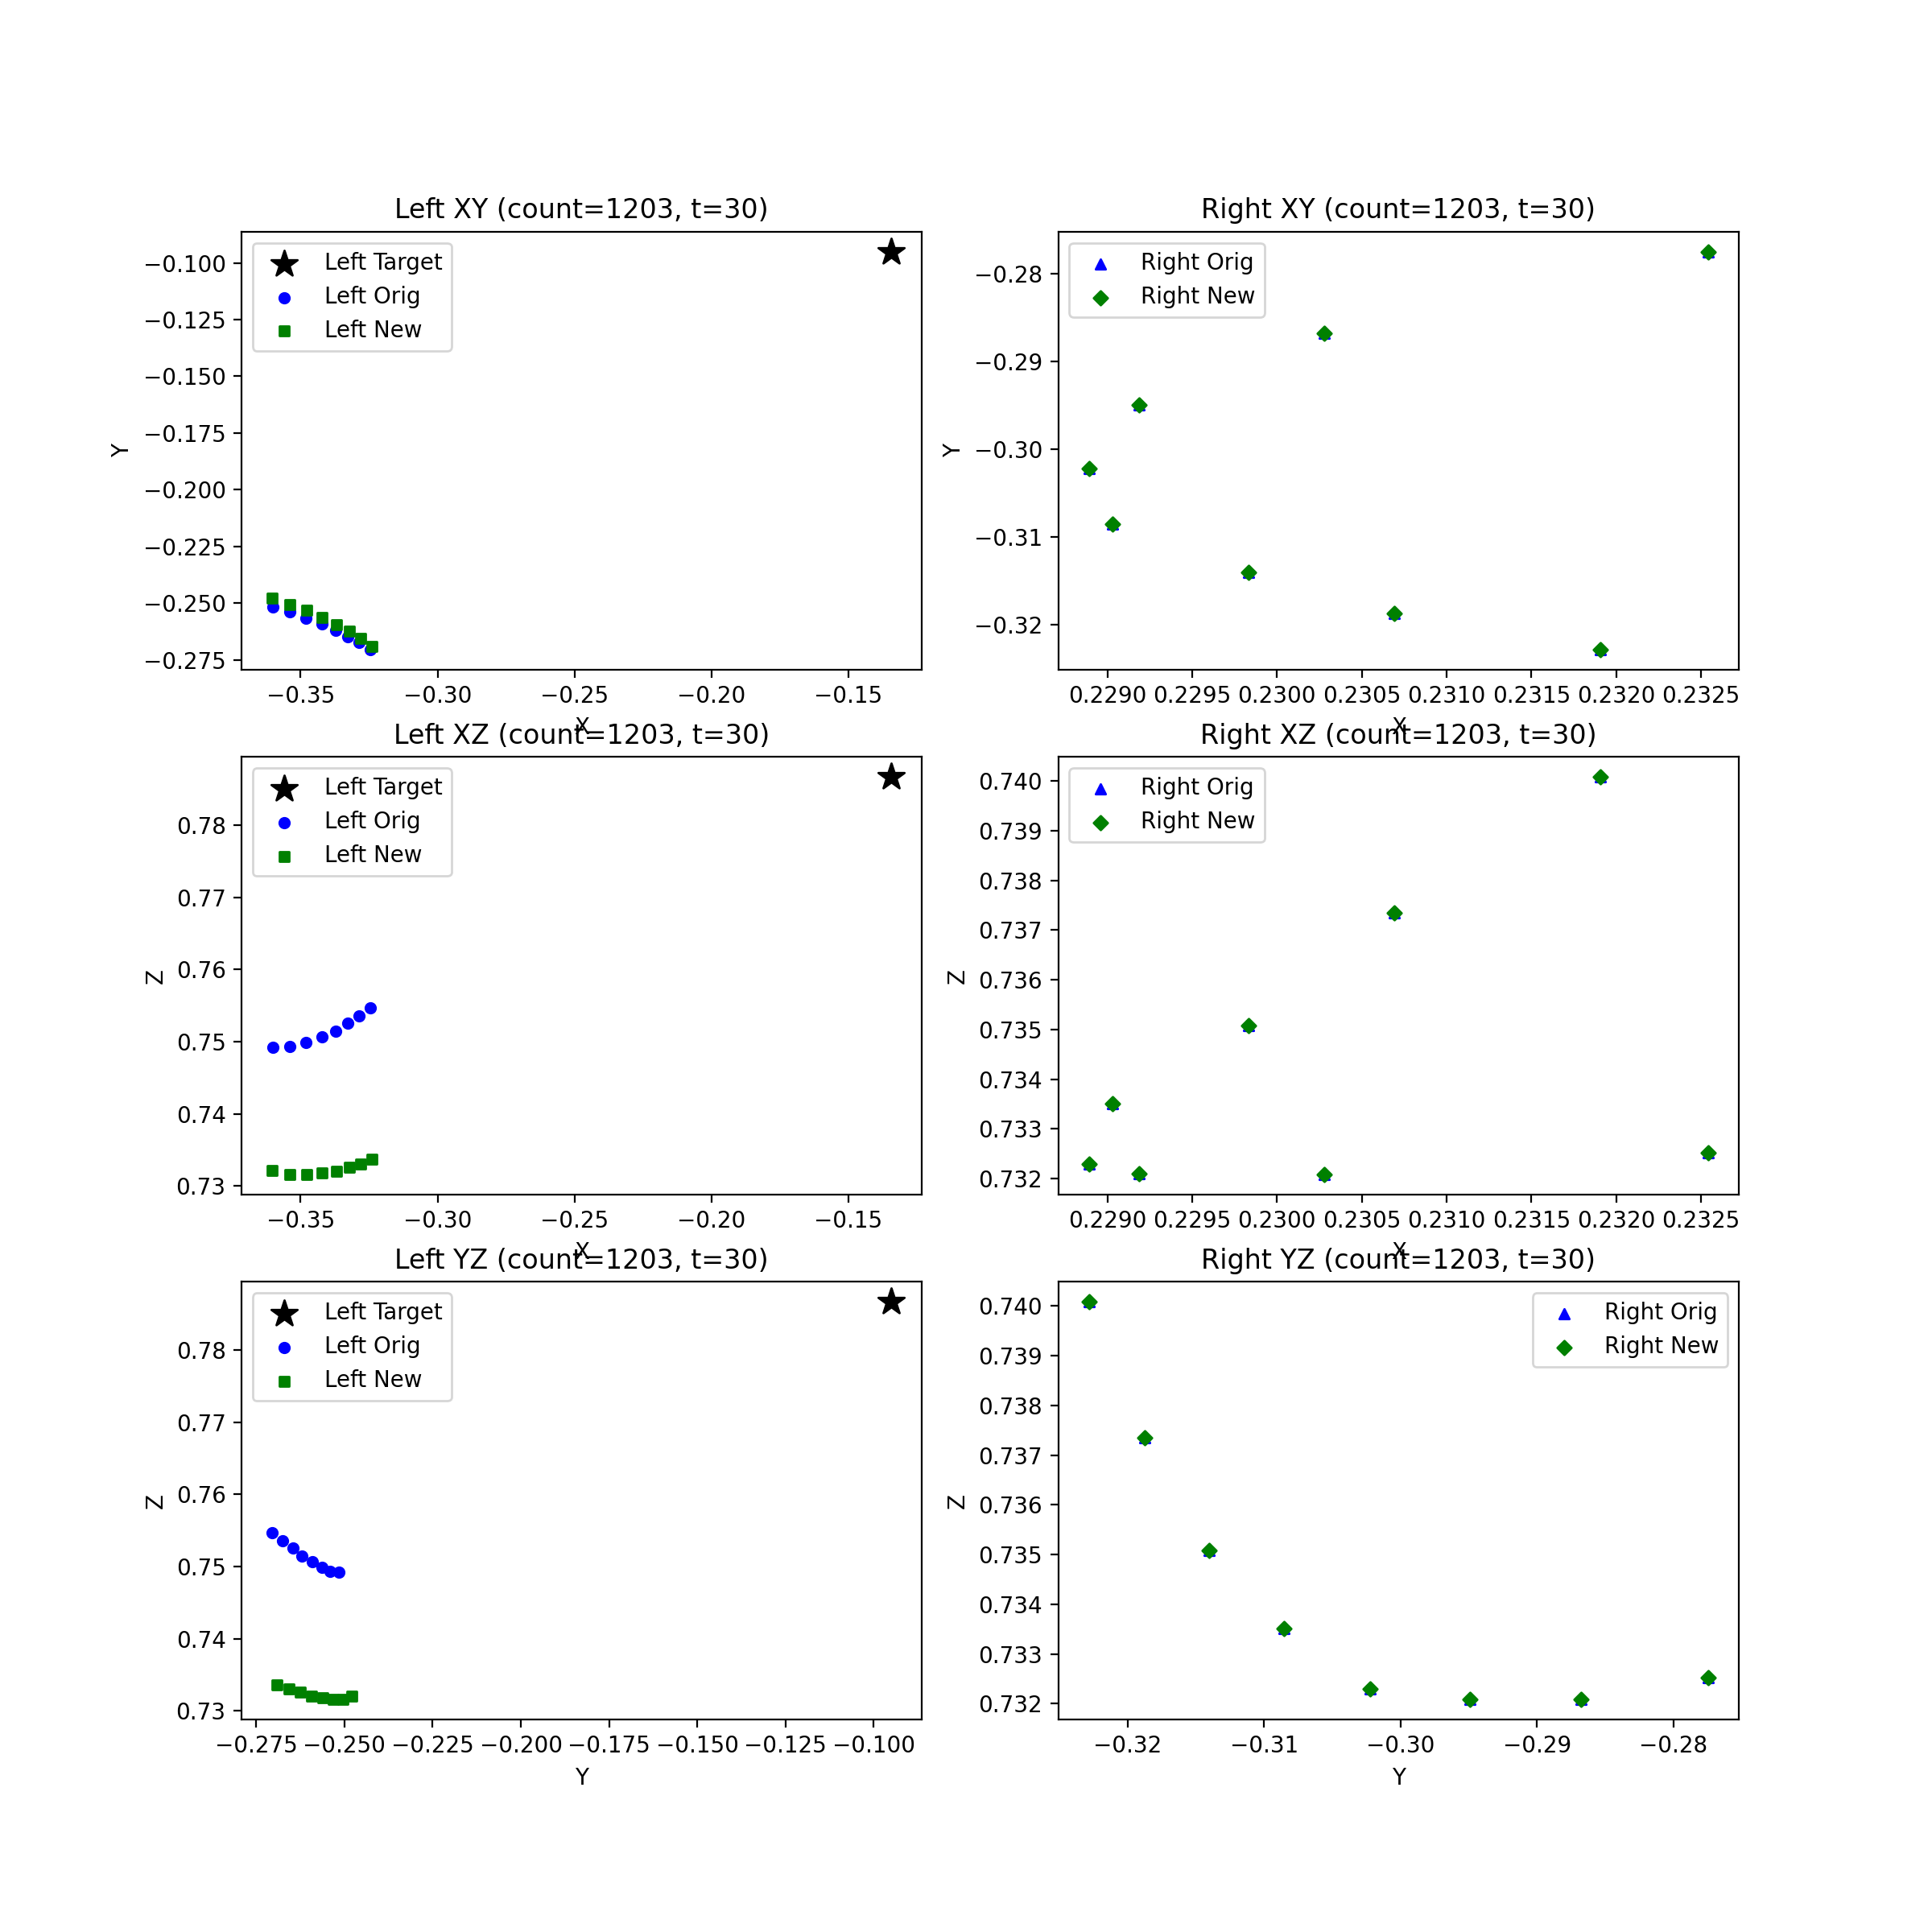 Left XY (count=1203, t=30)
Left Target
Left Orig
Left New
Y
−0.100
−0.125
−0.150
−0.175
−0.200
−0.225
−0.250
−0.275
−0.35 −0.30 −0.25 −0.20 −0.15
X
Right XY (count=1203, t=30)
Right Orig
Right New
Y
−0.28
−0.29
−0.30
−0.31
−0.32
0.2290 0.2295 0.2300 0.2305 0.2310 0.2315 0.2320 0.2325
X
Left XZ (count=1203, t=30)
Left Target
Left Orig
Left New
Z
0.78
0.77
0.76
0.75
0.74
0.73
−0.35 −0.30 −0.25 −0.20 −0.15
X
Right XZ (count=1203, t=30)
Right Orig
Right New
Z
0.740
0.739
0.738
0.737
0.736
0.735
0.734
0.733
0.732
0.2290 0.2295 0.2300 0.2305 0.2310 0.2315 0.2320 0.2325
X
Left YZ (count=1203, t=30)
Left Target
Left Orig
Left New
Z
0.78
0.77
0.76
0.75
0.74
0.73
−0.275 −0.250 −0.225 −0.200 −0.175 −0.150 −0.125 −0.100
Y
Right YZ (count=1203, t=30)
Right Orig
Right New
Z
0.740
0.739
0.738
0.737
0.736
0.735
0.734
0.733
0.732
−0.32 −0.31 −0.30 −0.29 −0.28
Y